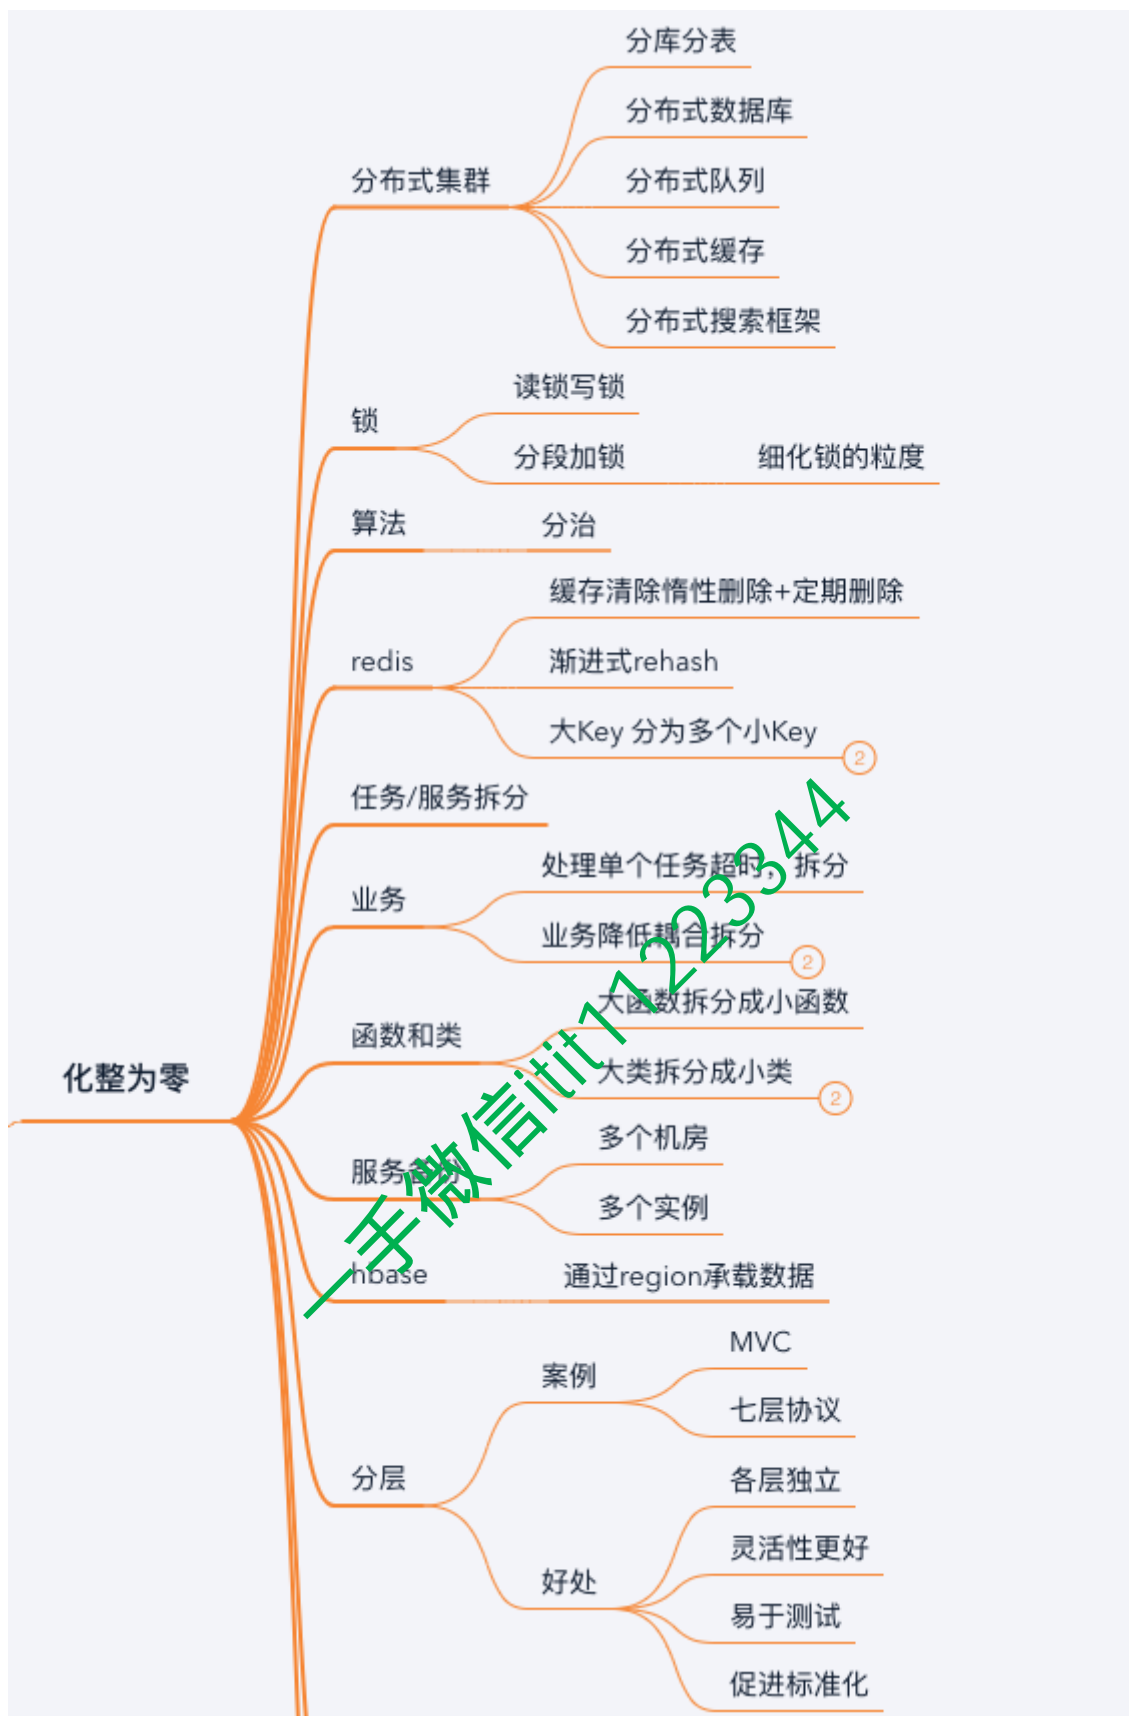 分库分表
分布式数据库
分布式集群
分布式队列
分布式缓存
分布式搜索框架
读锁写锁
锁
分段加锁
细化锁的粒度
算法
分治
缓存清除惰性删除+定期删除
redis
渐进式rehash
大Key 分为多个小Key
2
任务/服务拆分
处理单个任务超时，拆分
业务
业务降低耦合拆分
2
大函数拆分成小函数
函数和类
大类拆分成小类
2
化整为零
多个机房
服务备份
多个实例
hbase
通过region承载数据
MVC
案例
七层协议
分层
各层独立
灵活性更好
好处
易于测试
促进标准化
一手微信itit11223344